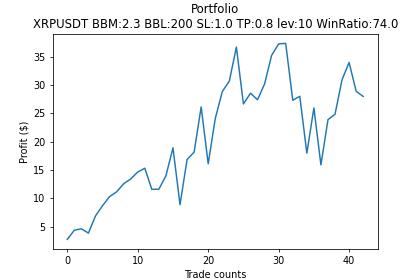 Portfolio
XRPUSDT BBM:2.3 BBL:200 SL:1.0 TP:0.8 lev:10 WinRatio:74.0
35
30
25
20
15
10
5
Profit ($)
0 10 20 30 40
Trade counts